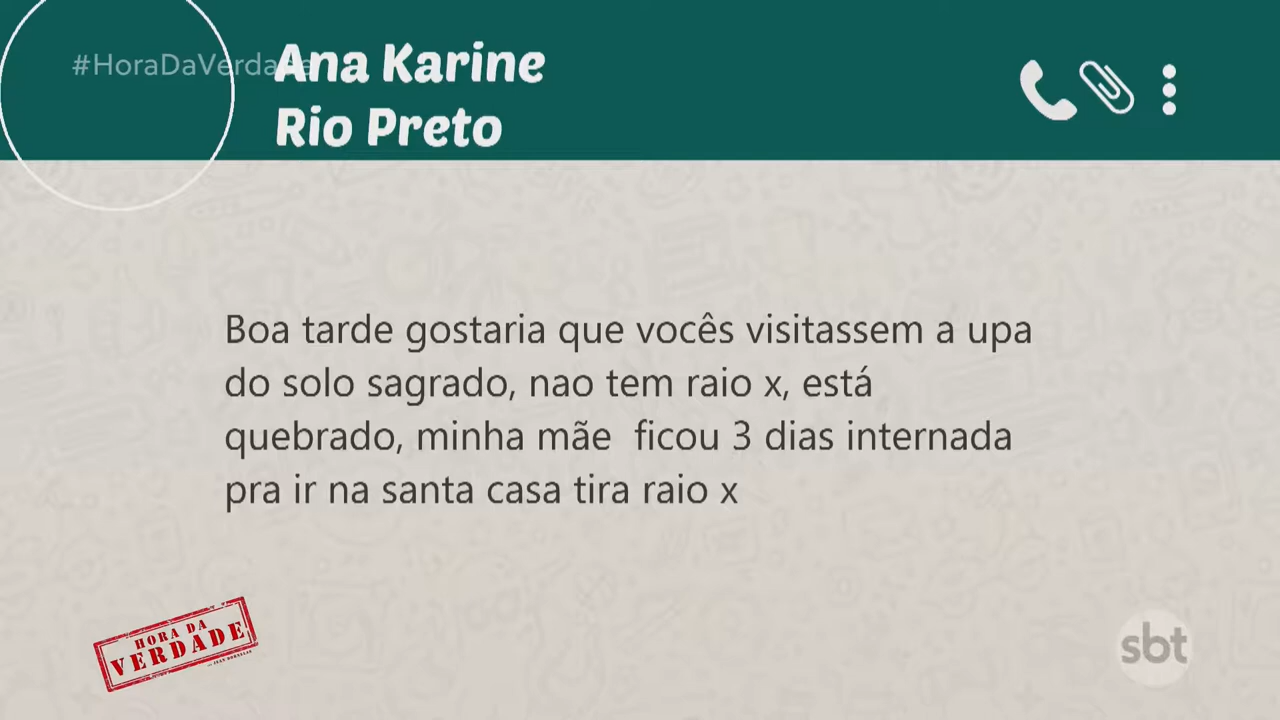 #HoraDaVerdade
Ana Karine
Rio Preto
Boa tarde gostaria que vocês visitassem a upa
do solo sagrado, nao tem raio x, está
quebrado, minha mãe  ficou 3 dias internada
pra ir na santa casa tira raio x
HORA DA
VERDADE
sbt